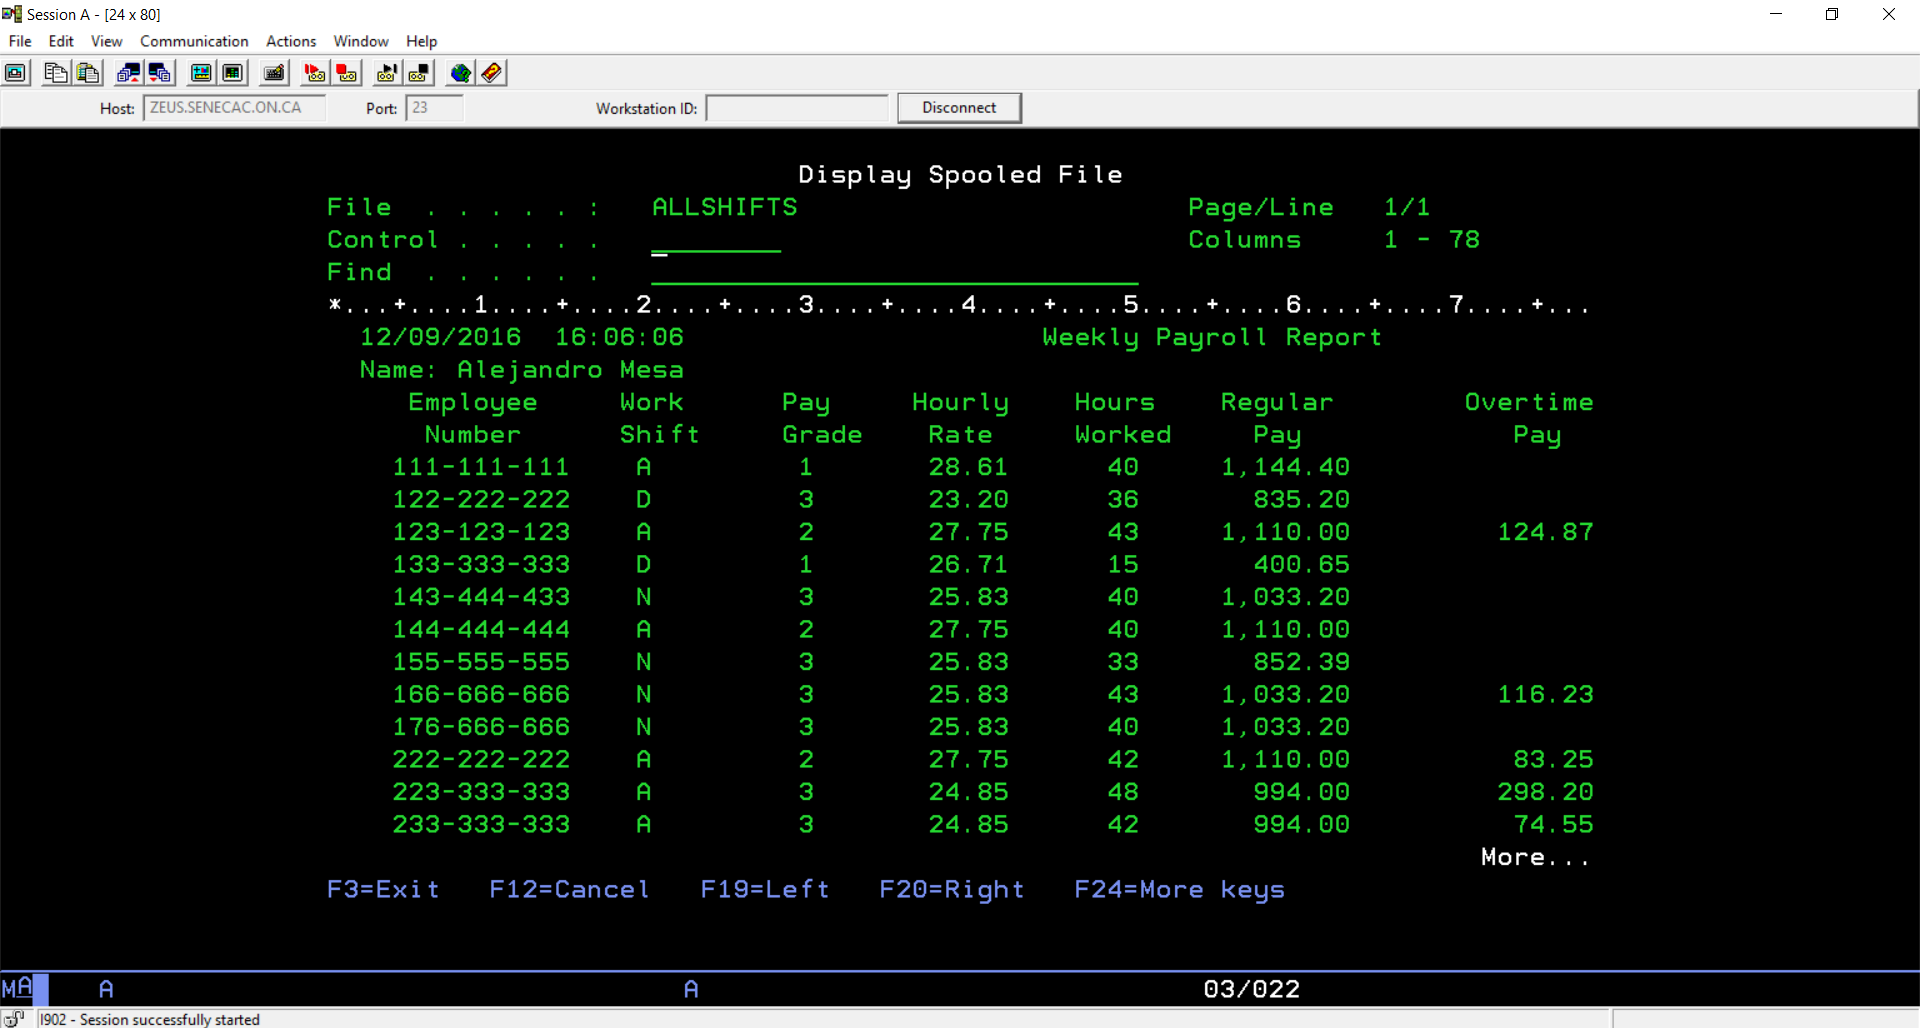 Session A - [24 x 80]
File Edit View Communication Actions Window Help
Host: ZEUS.SENECAC.ON.CA Port: 23 Workstation ID: Disconnect
Display Spooled File
File . . . . . : ALLSHIFTS Page/Line 1/1
Control . . . . . Columns 1 - 78
Find . . . . . .
*...+....1....+....2....+....3....+....4....+....5....+....6....+....7....+...
12/09/2016 16:06:06 Weekly Payroll Report
Name: Alejandro Mesa
Employee Work Pay Hourly Hours Regular Overtime
Number Shift Grade Rate Worked Pay Pay
111-111-111 A 1 28.61 40 1,144.40
122-222-222 D 3 23.20 36 835.20
123-123-123 A 2 27.75 43 1,110.00 124.87
133-333-333 D 1 26.71 15 400.65
143-444-433 N 3 25.83 40 1,033.20
144-444-444 A 2 27.75 40 1,110.00
155-555-555 N 3 25.83 33 852.39
166-666-666 N 3 25.83 43 1,033.20 116.23
176-666-666 N 3 25.83 40 1,033.20
222-222-222 A 2 27.75 42 1,110.00 83.25
223-333-333 A 3 24.85 48 994.00 298.20
233-333-333 A 3 24.85 42 994.00 74.55
More...
F3=Exit F12=Cancel F19=Left F20=Right F24=More keys
MA A A 03/022
I902 - Session successfully started